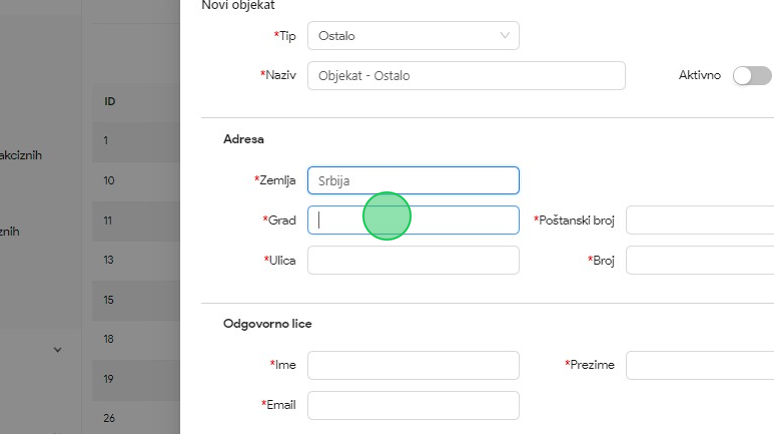 Novi objekat
*Tip Ostalo
*Naziv Objekat - Ostalo Aktivno
ID
Adresa
1
akciznih
*Zemlja Srbija
10
*Grad *Poštanski broj
11
znih
*Ulica *Broj
13
15
Odgovorno lice
18
*Ime *Prezime
19
*Email
26